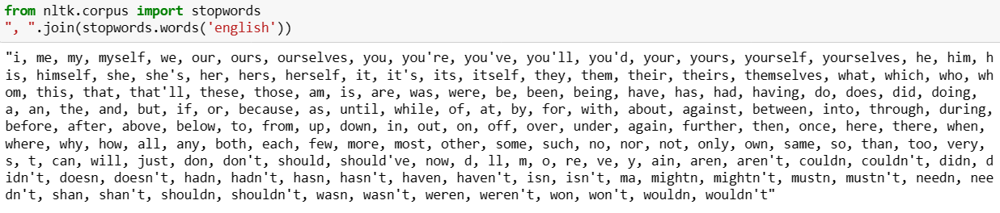 from nltk.corpus import stopwords
", ".join(stopwords.words('english'))
"i, me, my, myself, we, our, ours, ourselves, you, you're, you've, you'll, you'd, your, yours, yourself, yourselves, he, him, h
is, himself, she, she's, her, hers, herself, it, it's, its, itself, they, them, their, theirs, themselves, what, which, who, wh
om, this, that, that'll, these, those, am, is, are, was, were, be, been, being, have, has, had, having, do, does, did, doing,
a, an, the, and, but, if, or, because, as, until, while, of, at, by, for, with, about, against, between, into, through, during,
before, after, above, below, to, from, up, down, in, out, on, off, over, under, again, further, then, once, here, there, when,
where, why, how, all, any, both, each, few, more, most, other, some, such, no, nor, not, only, own, same, so, than, too, very,
s, t, can, will, just, don, don't, should, should've, now, d, ll, m, o, re, ve, y, ain, aren, aren't, couldn, couldn't, didn, d
idn't, doesn, doesn't, hadn, hadn't, hasn, hasn't, haven, haven't, isn, isn't, ma, mightn, mightn't, mustn, mustn't, needn, nee
dn't, shan, shan't, shouldn, shouldn't, wasn, wasn't, weren, weren't, won, won't, wouldn, wouldn't"